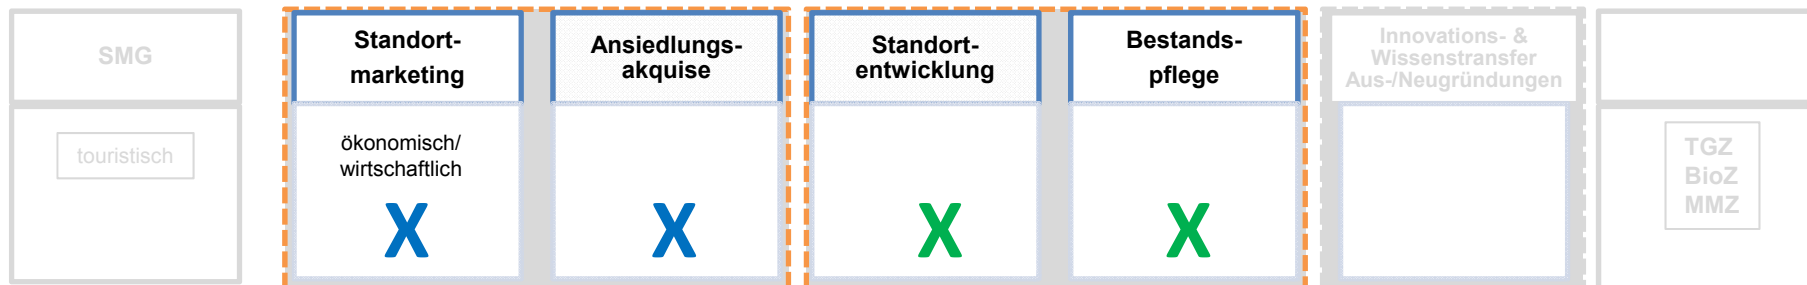 SMG
touristisch
Standort-
marketing
ökonomisch/
wirtschaftlich
X
Ansiedlungs-
akquise
X
Standort-
entwicklung
X
Bestands-
pflege
X
Innovations- &
Wissenstransfer
Aus-/Neugründungen
TGZ
BioZ
MMZ